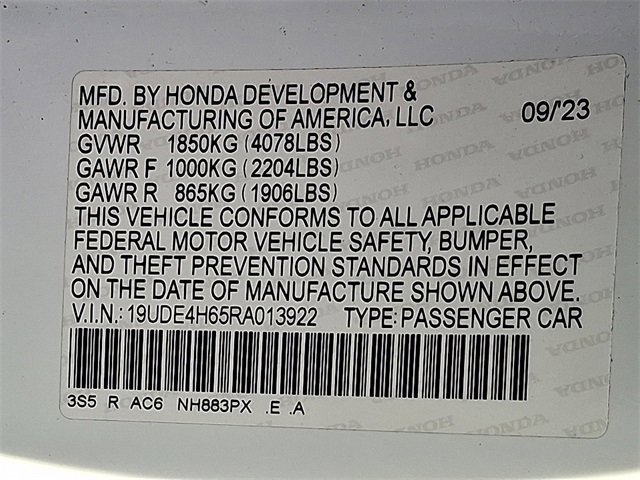 MFD. BY HONDA DEVELOPMENT &
MANUFACTURING OF AMERICA, LLC 09/23
GVWR 1850KG (4078LBS)
GAWR F 1000KG (2204LBS)
GAWR R 865KG (1906LBS)
THIS VEHICLE CONFORMS TO ALL APPLICABLE
FEDERAL MOTOR VEHICLE SAFETY, BUMPER,
AND THEFT PREVENTION STANDARDS IN EFFECT
ON THE DATE OF MANUFACTURE SHOWN ABOVE.
V.I.N.: 19UDE4H65RA013922 TYPE: PASSENGER CAR
3S5 R AC6 NH883PX .E .A